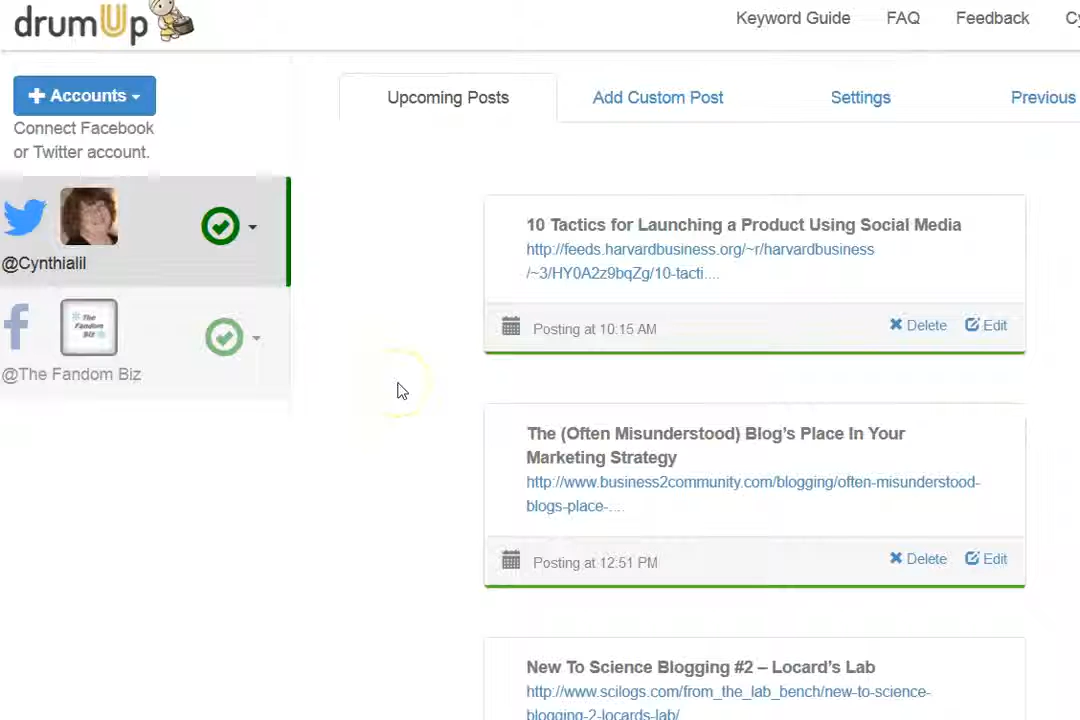 drumUp
Keyword Guide
FAQ
Feedback
Cy
Accounts
Connect Facebook
or Twitter account.
@Cynthialil
The Fandom Biz
@The Fandom Biz
Upcoming Posts
Add Custom Post
Settings
Previous
10 Tactics for Launching a Product Using Social Media
http://feeds.harvardbusiness.org/~r/harvardbusiness
/~3/HY0A2z9bqZg/10-tacti....
Posting at 10:15 AM
Delete
Edit
The (Often Misunderstood) Blog’s Place In Your
Marketing Strategy
http://www.business2community.com/blogging/often-misunderstood-
blogs-place-....
Posting at 12:51 PM
Delete
Edit
New To Science Blogging #2 – Locard’s Lab
http://www.scilogs.com/from_the_lab_bench/new-to-science-
blogging-2-locards-lab/